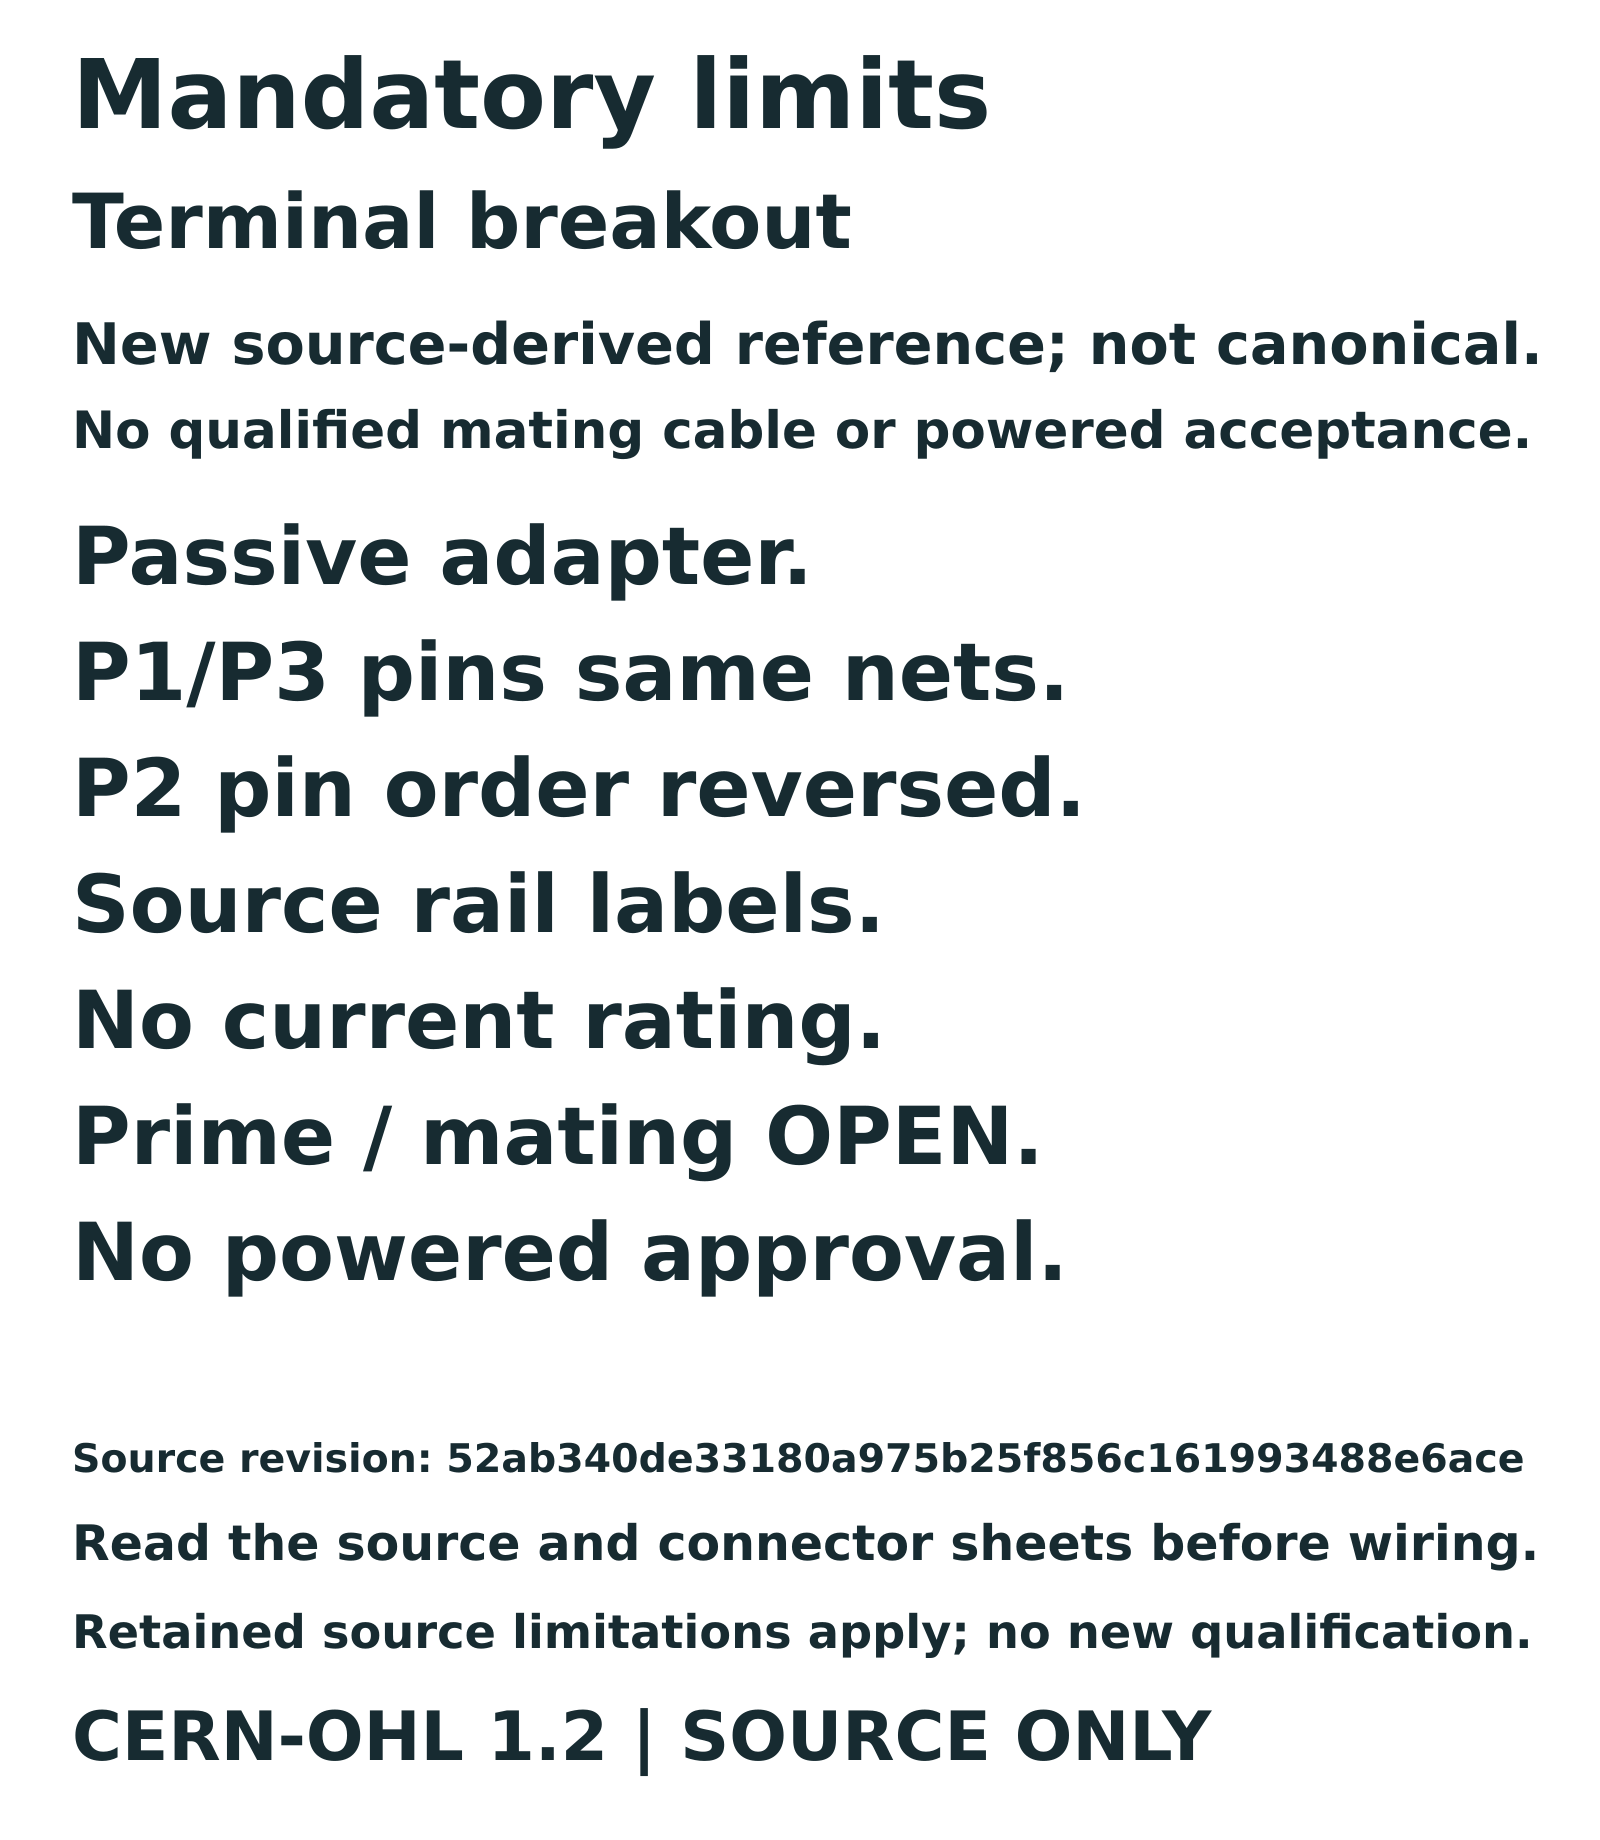 Mandatory limits
Terminal breakout
New source-derived reference; not canonical.
No qualified mating cable or powered acceptance.
Passive adapter.
P1/P3 pins same nets.
P2 pin order reversed.
Source rail labels.
No current rating.
Prime / mating OPEN.
No powered approval.
Source revision: 52ab340de33180a975b25f856c161993488e6ace
Read the source and connector sheets before wiring.
Retained source limitations apply; no new qualification.
CERN-OHL 1.2 | SOURCE ONLY